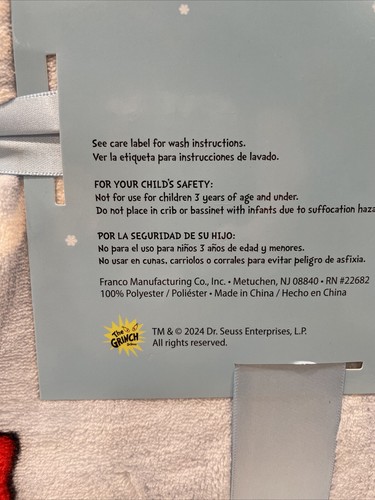 See care label for wash instructions.
Ver la etiqueta para instrucciones de lavado.
FOR YOUR CHILD'S SAFETY:
Not for use for children 3 years of age and under.
Do not place in crib or bassinet with infants due to suffocation haza
POR LA SEGURIDAD DE SU HIJO:
No para el uso para niños 3 años de edad y menores.
No usar en cunas, carriolos o corrales para evitar peligro de asfixia.
Franco Manufacturing Co., Inc. • Metuchen, NJ 08840 • RN #22682
100% Polyester / Poliéster • Made in China / Hecho en China
The
GRINCH
TM & © 2024 Dr. Seuss Enterprises, L.P.
All rights reserved.